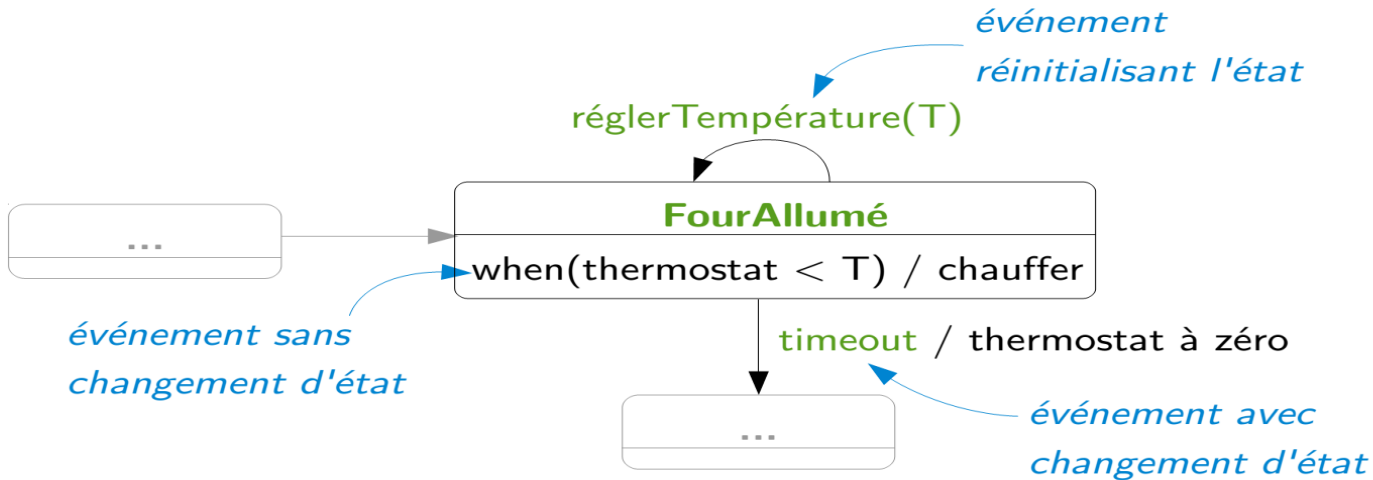 événement
réinitialisant l'état
réglerTempérature(T)
FourAllumé
...
when(thermostat < T) / chauffer
événement sans
changement d'état
timeout / thermostat à zéro
...
événement avec
changement d'état